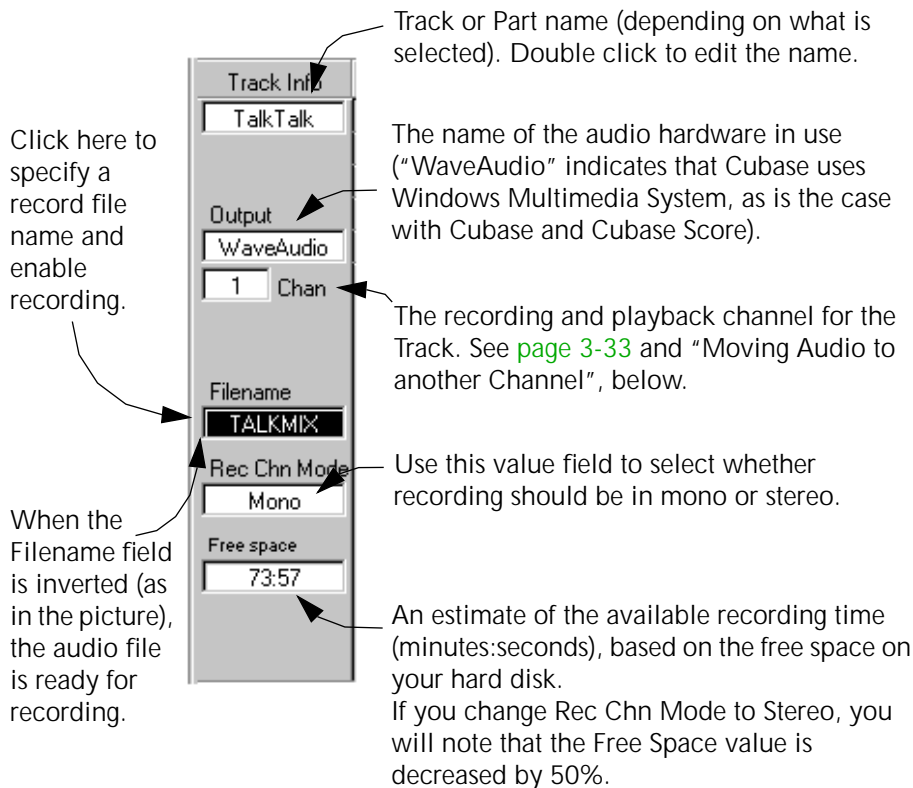 Track or Part name (depending on what is
selected). Double click to edit the name.
Track Info
TalkTalk
Click here to
specify a
record file
name and
enable
recording.
The name of the audio hardware in use
(“WaveAudio” indicates that Cubase uses
Windows Multimedia System, as is the case
with Cubase and Cubase Score).
Output
WaveAudio
1 Chan
The recording and playback channel for the
Track. See page 3-33 and “Moving Audio to
another Channel”, below.
Filename
TALKMIX
Rec Chn Mode
Mono
Use this value field to select whether
recording should be in mono or stereo.
When the
Filename field
is inverted (as
in the picture),
the audio file
is ready for
recording.
Free space
73:57
An estimate of the available recording time
(minutes:seconds), based on the free space on
your hard disk.
If you change Rec Chn Mode to Stereo, you
will note that the Free Space value is
decreased by 50%.